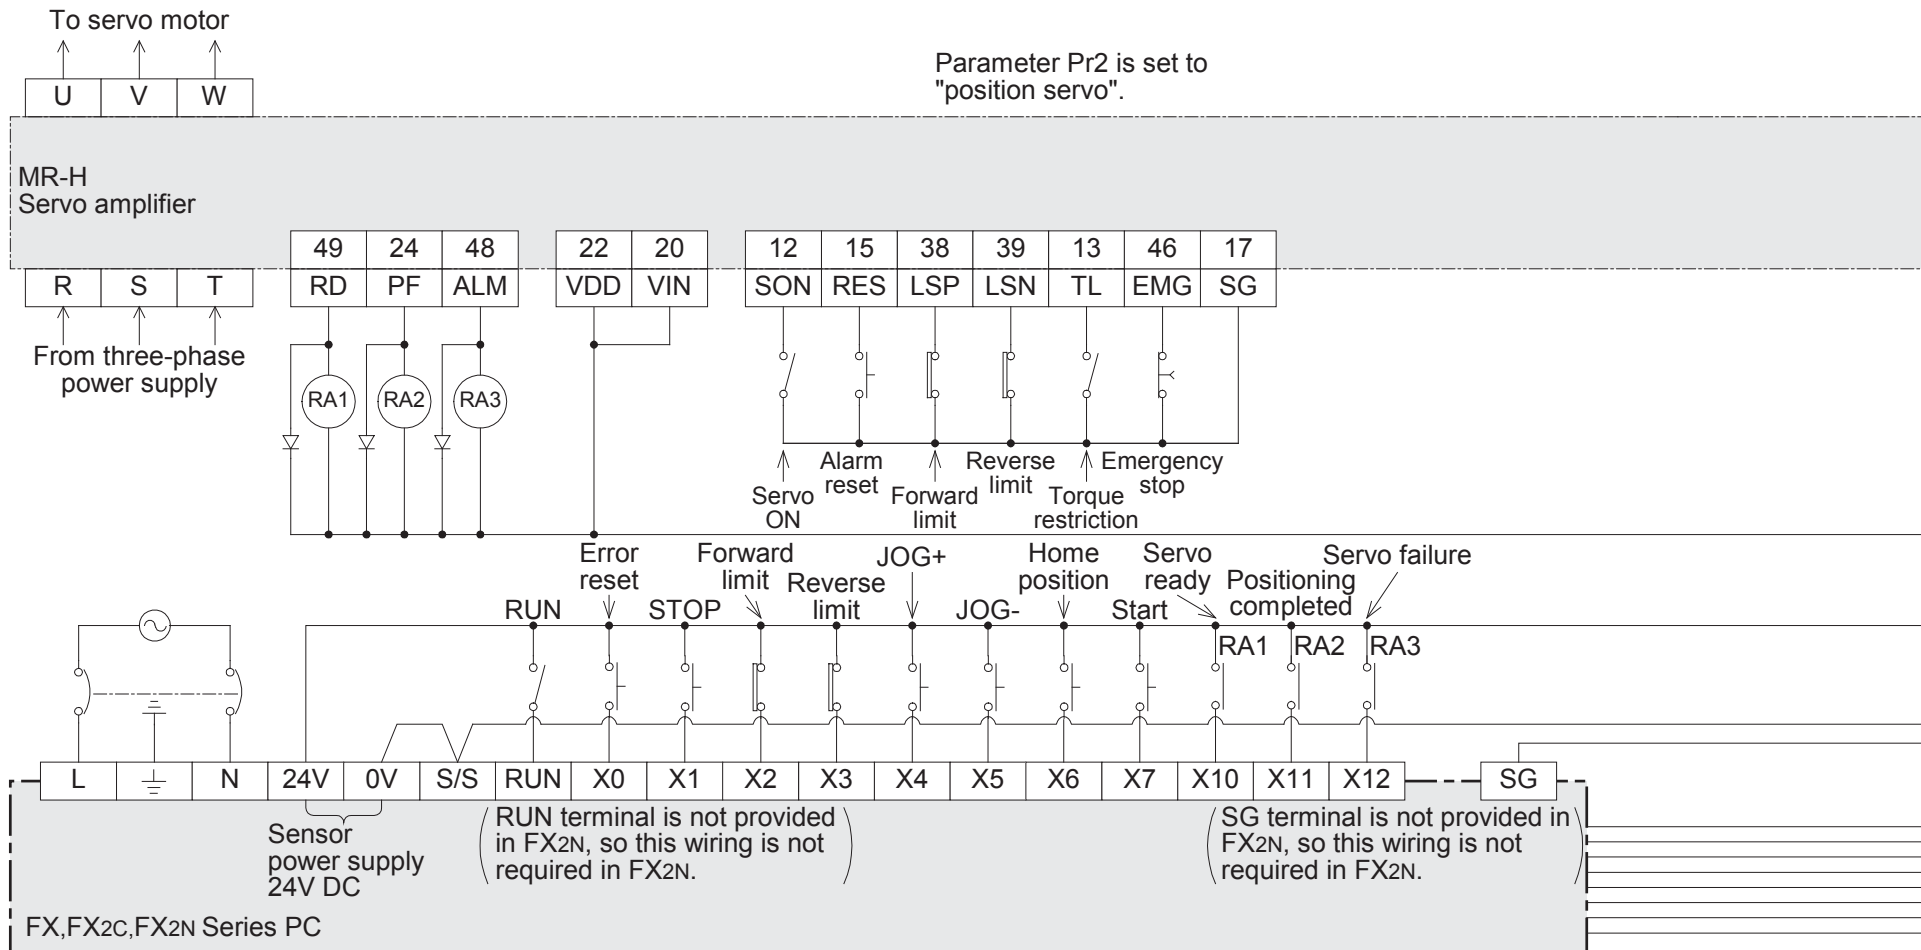 To servo motor
U V W
Parameter Pr2 is set to
"position servo".
MR-H
Servo amplifier
49 24 48 22 20 12 15 38 39 13 46 17
R S T RD PF ALM VDD VIN SON RES LSP LSN TL EMG SG
From three-phase
power supply
RA1 RA2 RA3
Servo
ON
Alarm
reset
Forward
limit
Reverse
limit
Torque
restriction
Emergency
stop
RUN
Error
reset
STOP
Forward
limit
Reverse
limit
JOG+
JOG-
Home
position
Start
Servo
ready
Positioning
completed
Servo failure
RA1 RA2 RA3
L N 24V 0V S/S RUN X0 X1 X2 X3 X4 X5 X6 X7 X10 X11 X12 SG
Sensor
power supply
24V DC
RUN terminal is not provided
in FX2N, so this wiring is not
required in FX2N.
SG terminal is not provided in
FX2N, so this wiring is not
required in FX2N.
FX,FX2C,FX2N Series PC